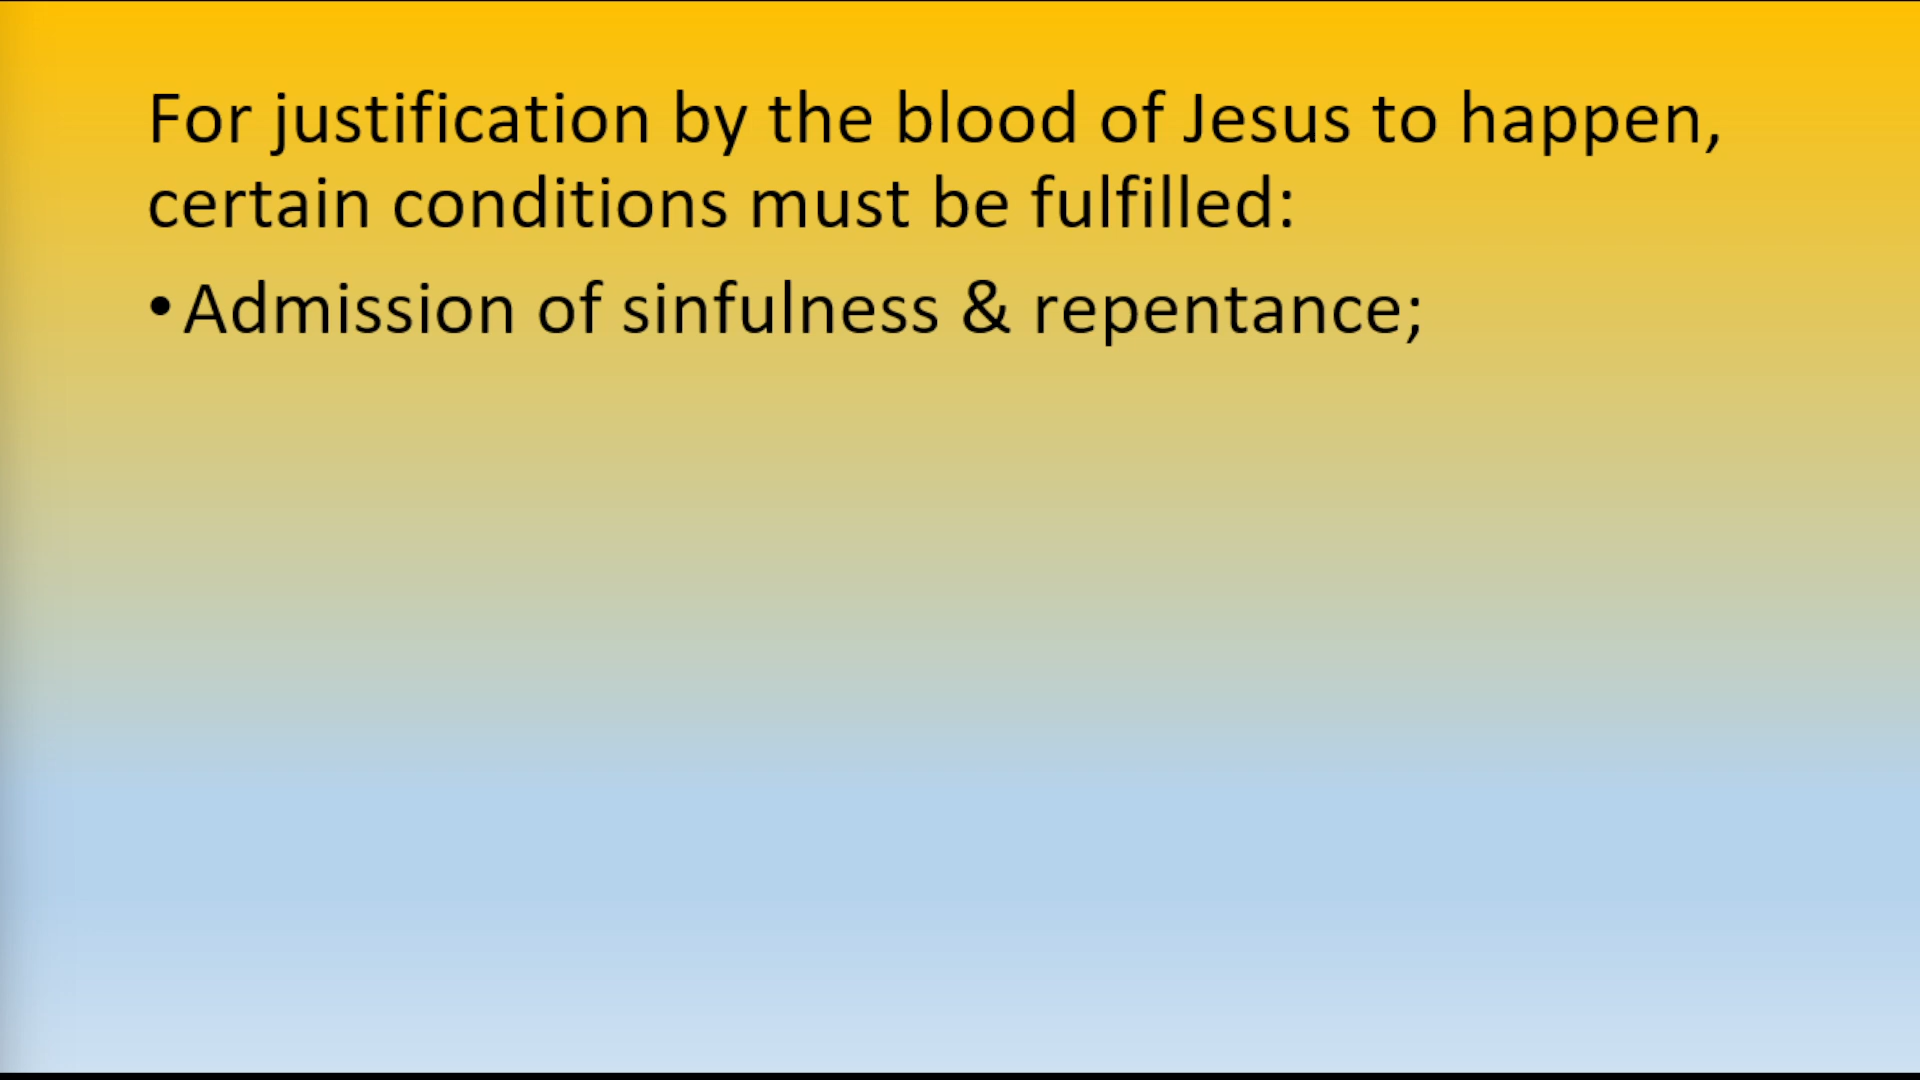 For justification by the blood of Jesus to happen,
certain conditions must be fulfilled:
•Admission of sinfulness & repentance;